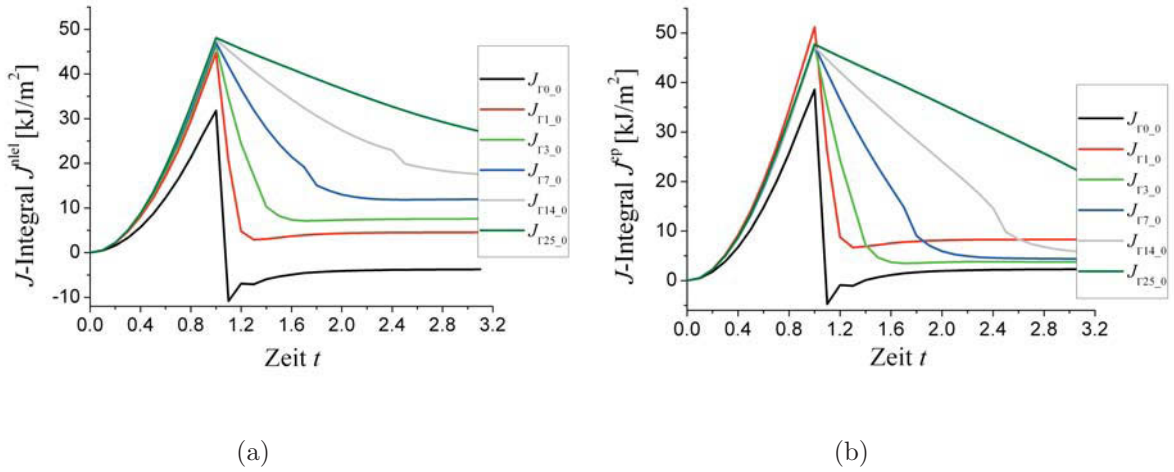 J-Integral J^niel [kJ/m²]
50
40
30
20
10
0
-10
0.0 0.4 0.8 1.2 1.6 2.0 2.4 2.8 3.2
Zeit t
J_Γ0_0
J_Γ1_0
J_Γ3_0
J_Γ7_0
J_Γ14_0
J_Γ25_0
(a)
J-Integral J^ep [kJ/m²]
50
40
30
20
10
0
0.0 0.4 0.8 1.2 1.6 2.0 2.4 2.8 3.2
Zeit t
J_Γ0_0
J_Γ1_0
J_Γ3_0
J_Γ7_0
J_Γ14_0
J_Γ25_0
(b)